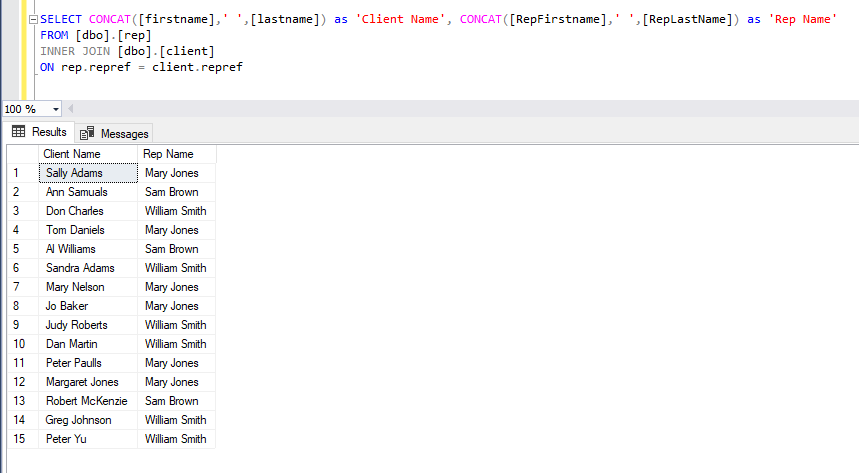 SELECT CONCAT([firstname],' ',[lastname]) as 'Client Name', CONCAT([RepFirstname],' ',[RepLastName]) as 'Rep Name'
FROM [dbo].[rep]
INNER JOIN [dbo].[client]
ON rep.repref = client.repref
100 %
Results Messages
Client Name Rep Name
1 Sally Adams Mary Jones
2 Ann Samuals Sam Brown
3 Don Charles William Smith
4 Tom Daniels Mary Jones
5 Al Williams Sam Brown
6 Sandra Adams William Smith
7 Mary Nelson Mary Jones
8 Jo Baker Mary Jones
9 Judy Roberts William Smith
10 Dan Martin William Smith
11 Peter Paulls Mary Jones
12 Margaret Jones Mary Jones
13 Robert McKenzie Sam Brown
14 Greg Johnson William Smith
15 Peter Yu William Smith